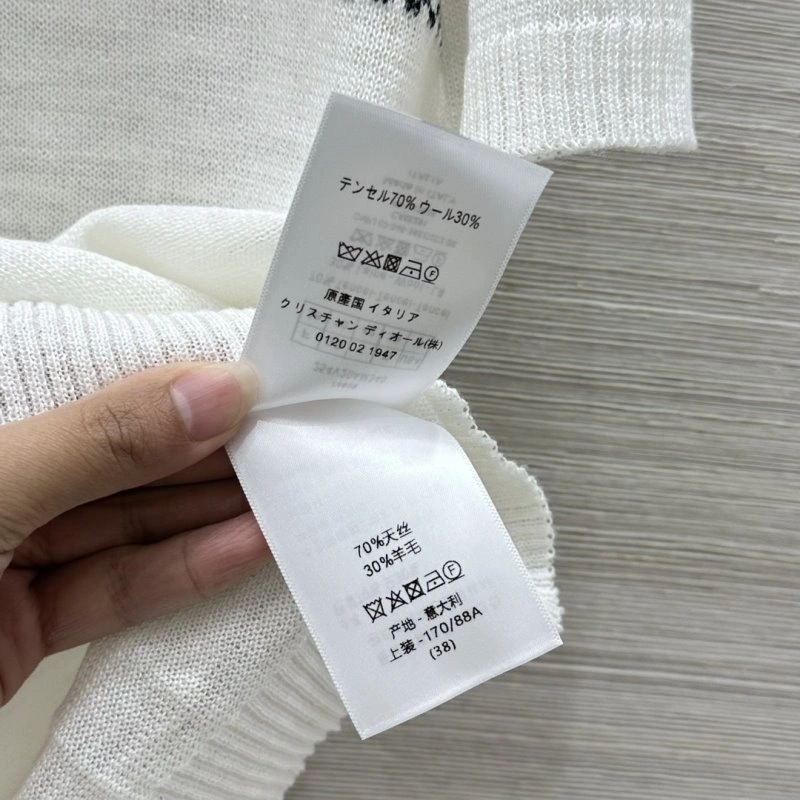 テンセル70% ウール30%
原産国 イタリア
クリスチャン ディオール(株)
0120 02 1947
70%天丝
30%羊毛
产地 - 意大利
上装 -170/88A
(38)